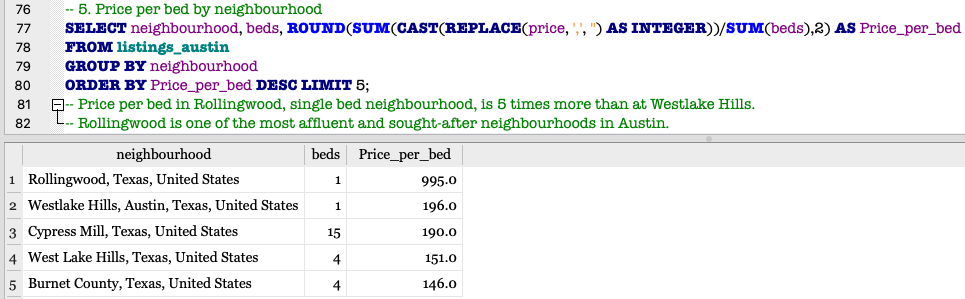 76 -- 5. Price per bed by neighbourhood
77 SELECT neighbourhood, beds, ROUND(SUM(CAST(REPLACE(price, ',', '') AS INTEGER))/SUM(beds),2) AS Price_per_bed
78 FROM listings_austin
79 GROUP BY neighbourhood
80 ORDER BY Price_per_bed DESC LIMIT 5;
81 -- Price per bed in Rollingwood, single bed neighbourhood, is 5 times more than at Westlake Hills.
82 -- Rollingwood is one of the most affluent and sought-after neighbourhoods in Austin.
neighbourhood beds Price_per_bed
1 Rollingwood, Texas, United States 1 995.0
2 Westlake Hills, Austin, Texas, United States 1 196.0
3 Cypress Mill, Texas, United States 15 190.0
4 West Lake Hills, Texas, United States 4 151.0
5 Burnet County, Texas, United States 4 146.0